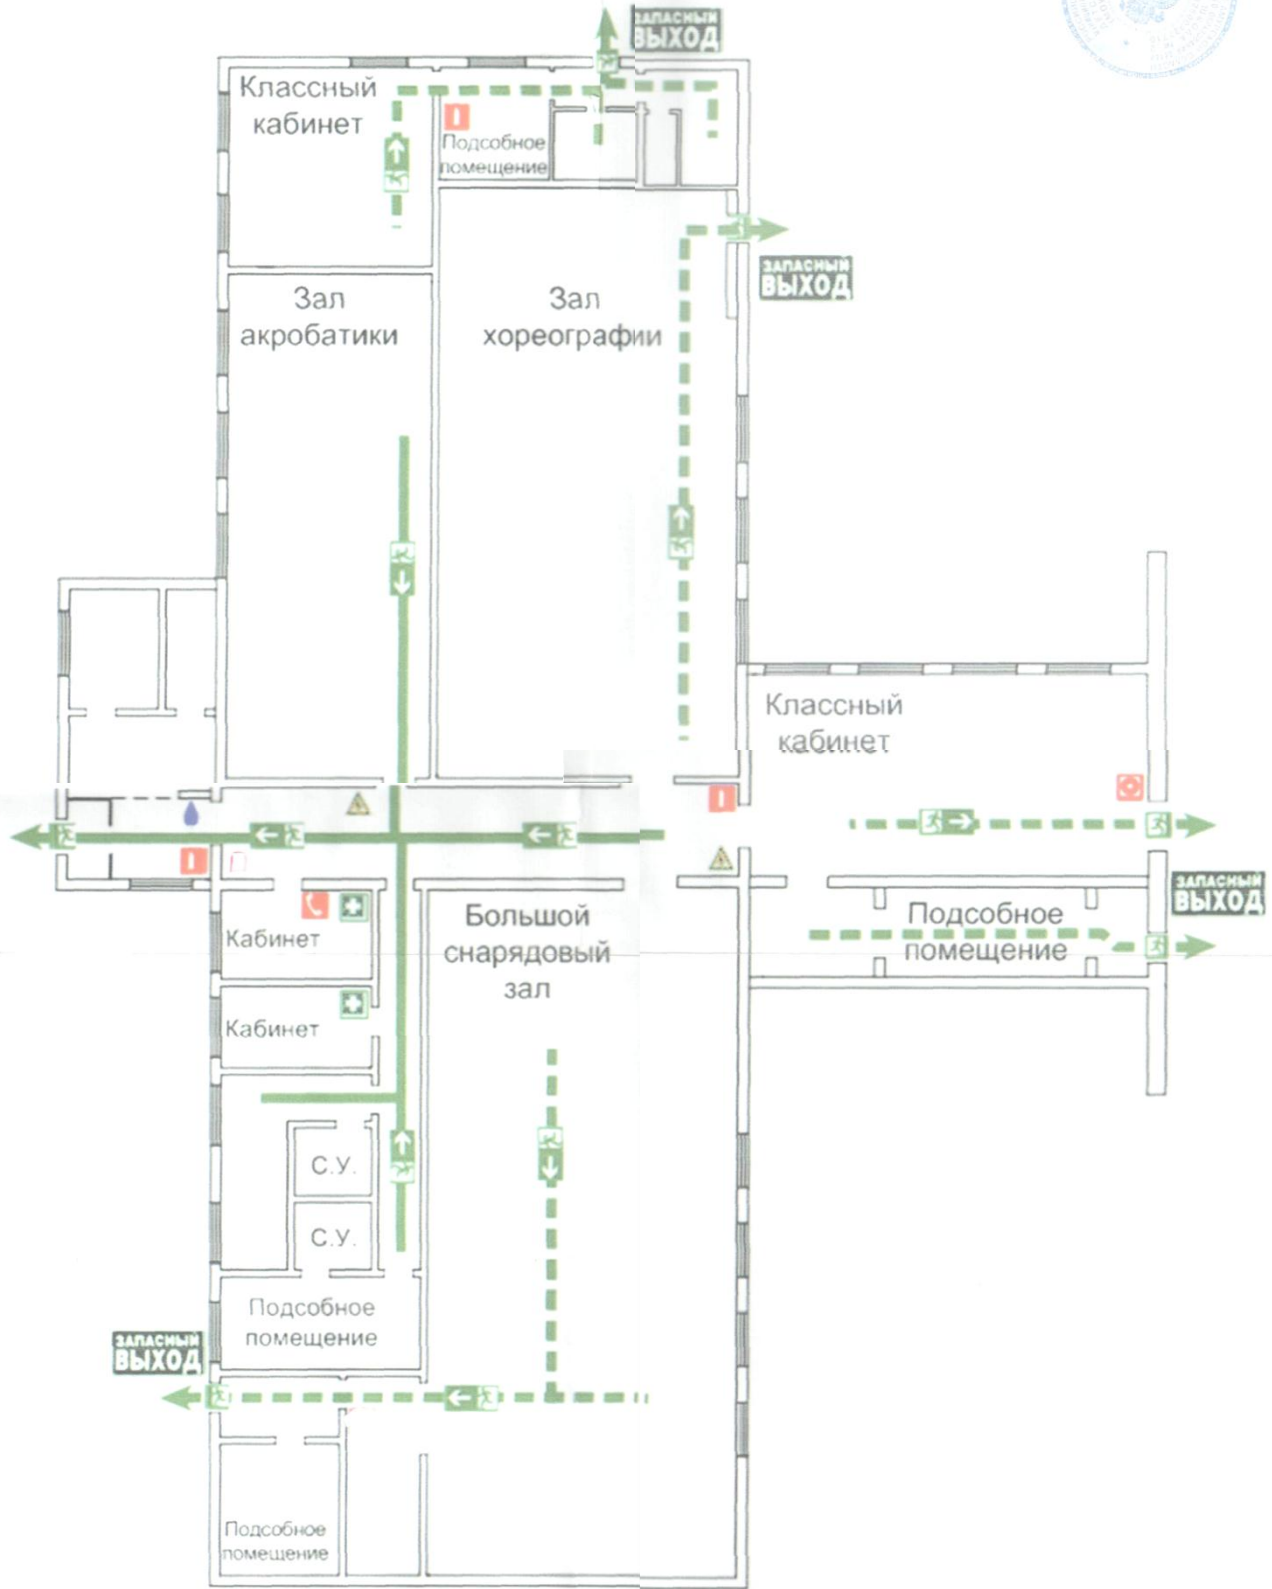 ЗАПАСНЫЙ
ВЫХОД
Классный
кабинет
Подсобное
помещение
ЗАПАСНЫЙ
ВЫХОД
Зал
акробатики
Зал
хореографии
Классный
кабинет
ЗАПАСНЫЙ
ВЫХОД
Большой
снарядовый
зал
Подсобное
помещение
Кабинет
Кабинет
С.У.
С.У.
Подсобное
помещение
ЗАПАСНЫЙ
ВЫХОД
Подсобное
помещение